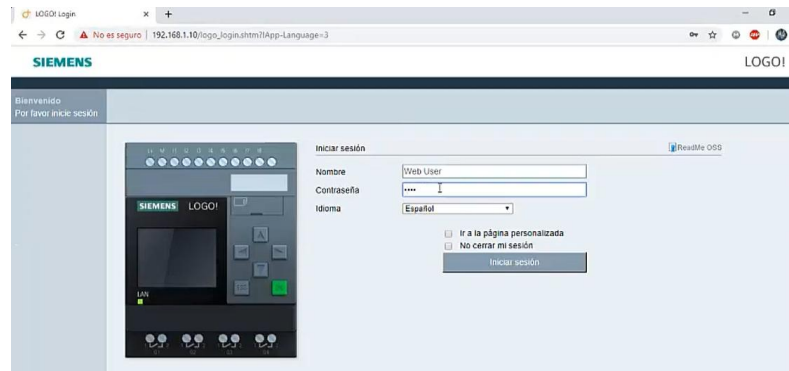 LOGO! Login
No es seguro | 192.168.1.10/logo_login.shtm?!App-Language=3
SIEMENS
LOGO!
Bienvenido
Por favor inicie sesión
Iniciar sesión
ReadMe OSS
Nombre
Web User
Contraseña
••••
Idioma
Español
Ir a la página personalizada
No cerrar mi sesión
Iniciar sesión
SIEMENS LOGO!
ESC
LAN